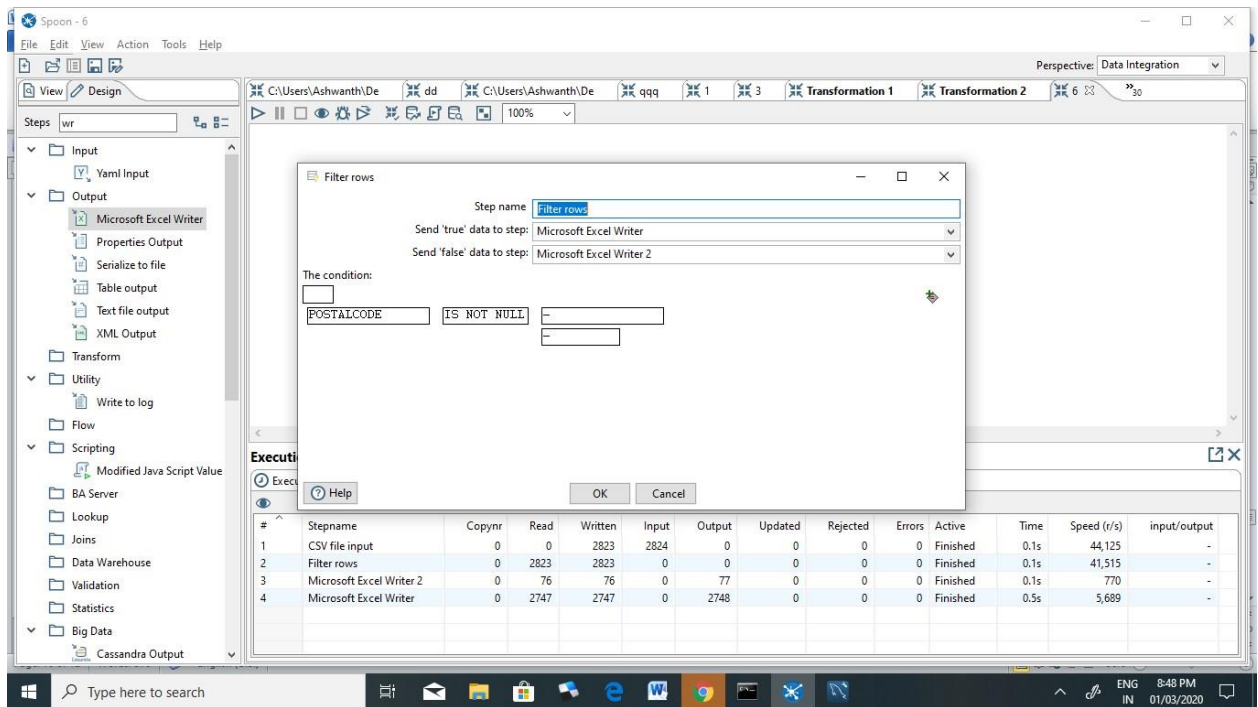 Spoon - 6
File Edit View Action Tools Help
Perspective: Data Integration
View Design
C:\Users\Ashwanth\De dd C:\Users\Ashwanth\De qqq 1 3 Transformation 1 Transformation 2 6 »30
Steps wr
100%
Input
Yaml Input
Output
Microsoft Excel Writer
Properties Output
Serialize to file
Table output
Text file output
XML Output
Transform
Utility
Write to log
Flow
Scripting
Modified Java Script Value
BA Server
Lookup
Joins
Data Warehouse
Validation
Statistics
Big Data
Cassandra Output
Filter rows
Step name Filter rows
Send 'true' data to step: Microsoft Excel Writer
Send 'false' data to step: Microsoft Excel Writer 2
The condition:
POSTALCODE IS NOT NULL –
–
Help OK Cancel
Executi
Execu
# Stepname Copynr Read Written Input Output Updated Rejected Errors Active Time Speed (r/s) input/output
1 CSV file input 0 0 2823 2824 0 0 0 0 Finished 0.1s 44,125 -
2 Filter rows 0 2823 2823 0 0 0 0 0 Finished 0.1s 41,515 -
3 Microsoft Excel Writer 2 0 76 76 0 77 0 0 0 Finished 0.1s 770 -
4 Microsoft Excel Writer 0 2747 2747 0 2748 0 0 0 Finished 0.5s 5,689 -
Type here to search
ENG 8:48 PM
IN 01/03/2020